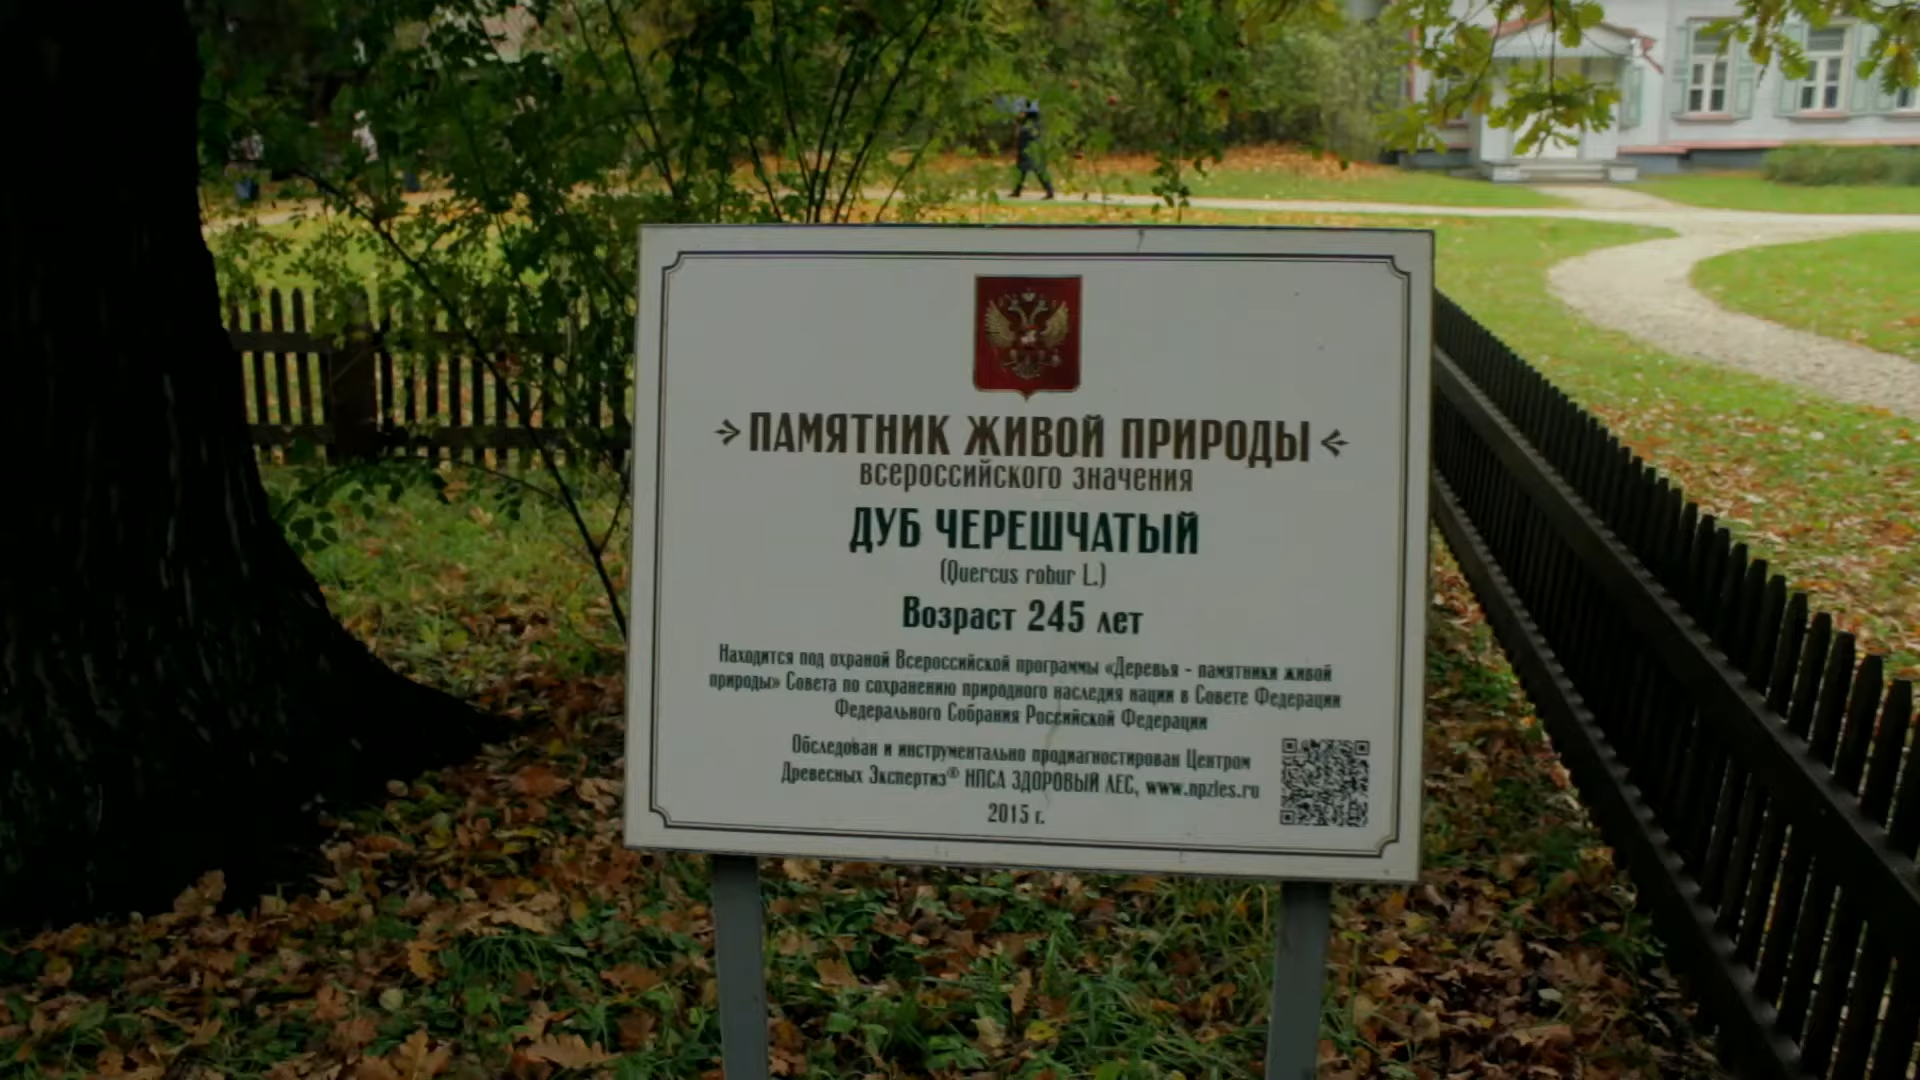 ПАМЯТНИК ЖИВОЙ ПРИРОДЫ
всероссийского значения
ДУБ ЧЕРЕШЧАТЫЙ
(Quercus robur L.)
Возраст 245 лет
Находится под охраной Всероссийской программы «Деревья - памятники живой
природы» Совета по сохранению природного наследия нации в Совете Федерации
Федерального Собрания Российской Федерации
Обследован и инструментально продиагностирован Центром
Древесных Экспертиз® НПСА ЗДОРОВЫЙ ЛЕС, www.npzles.ru
2015 г.